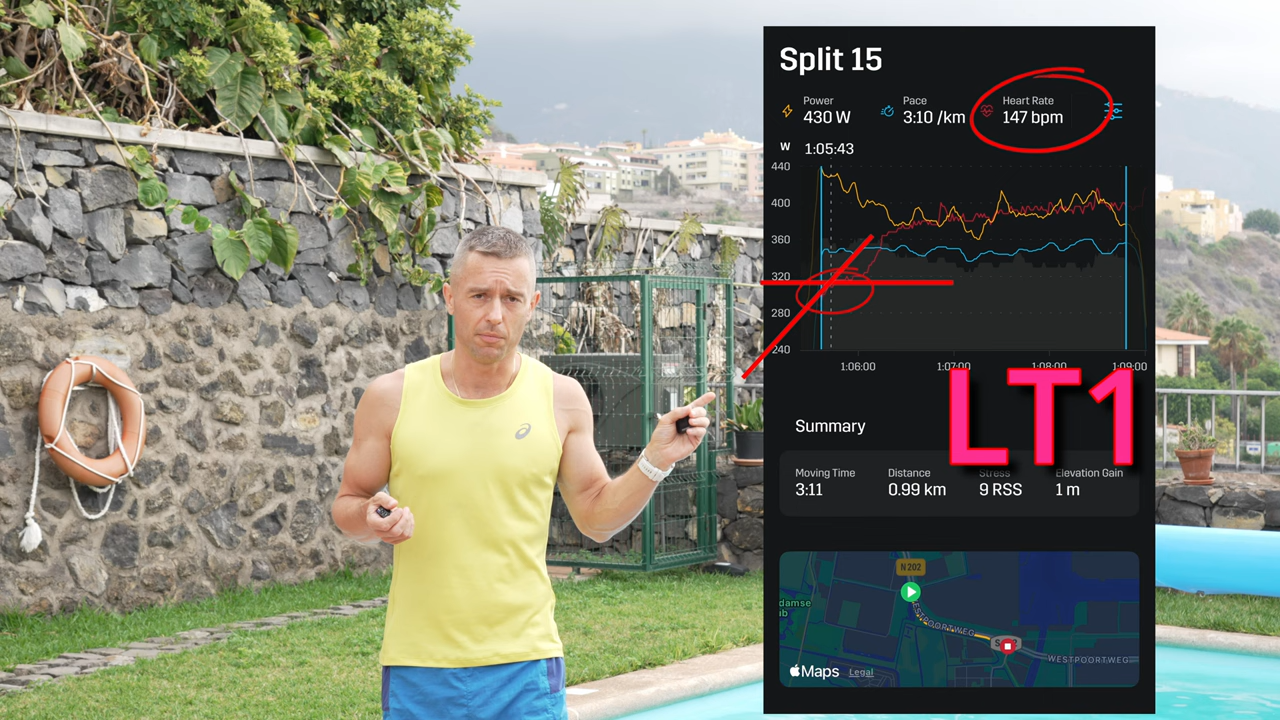 Split 15
Power
430 W
Pace
3:10 /km
Heart Rate
147 bpm
W
1:05:43
440
400
360
320
280
240
1:06:00
1:07:00
1:08:00
1:09:00
LT1
Summary
Moving Time
3:11
Distance
0.99 km
Stress
9 RSS
Elevation Gain
1 m
N 202
WESTPOORTWEG
WESTPOORTWEG
Maps
Legal
asics